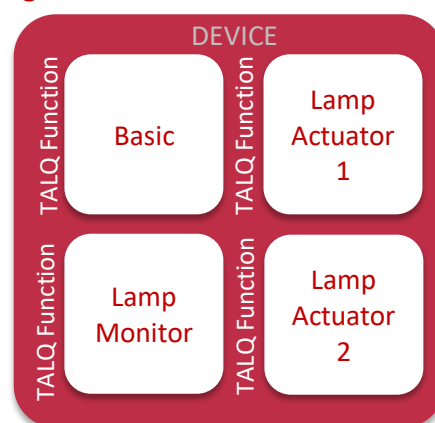 DEVICE
TALQ Function
Basic
TALQ Function
Lamp
Actuator
1
TALQ Function
Lamp
Monitor
TALQ Function
Lamp
Actuator
2